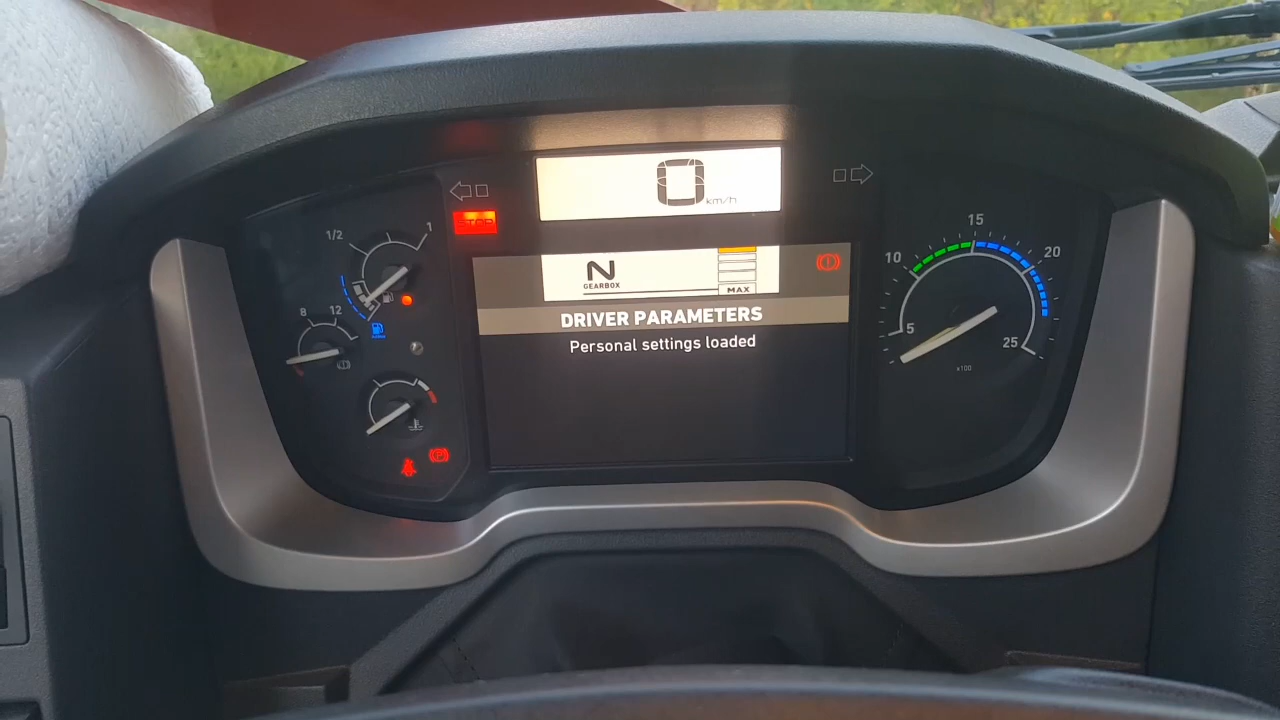 0 km/h
STOP
N
GEARBOX
MAX
DRIVER PARAMETERS
Personal settings loaded
1/2
1
8
12
P
5
10
15
20
25
x100